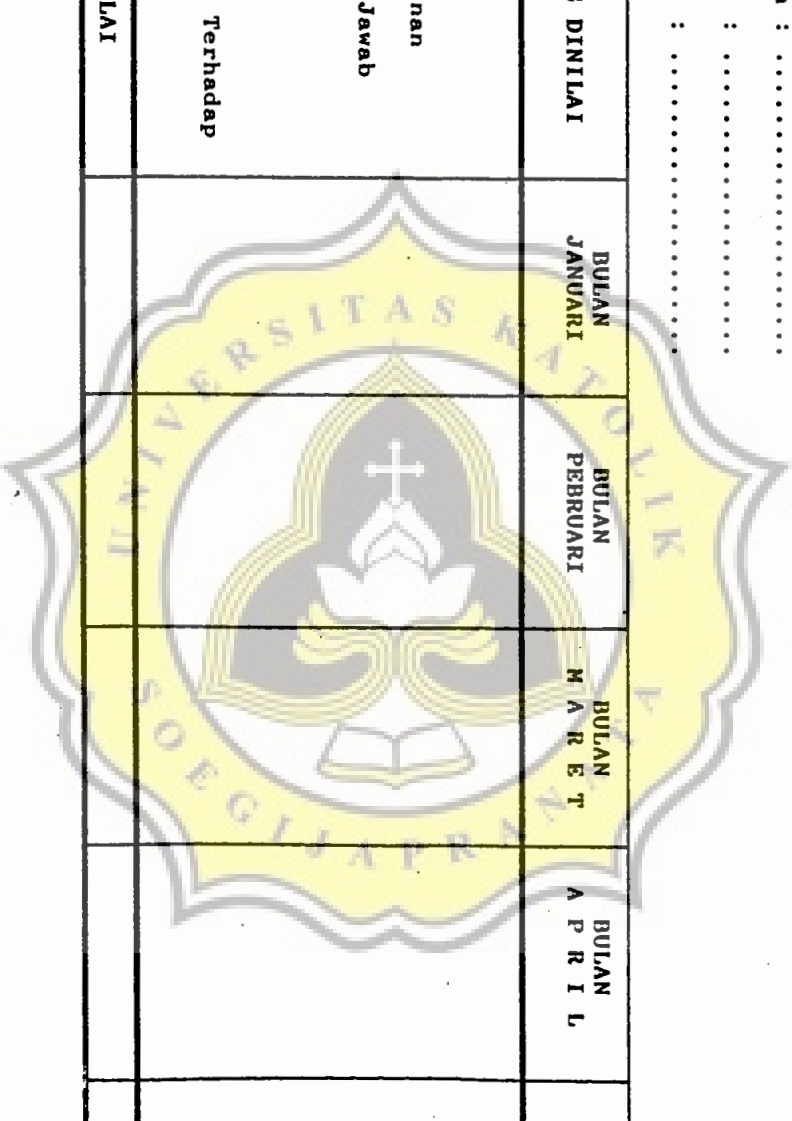 : ........................
: ........................
: ........................
DINILAI
BULAN JANUARI
BULAN PEBRUARI
BULAN M A R E T
BULAN A P R I L
nan
Jawab
Terhadap
LAI
UNIVERSITAS KATOLIK
SOEGIJAPRANATA